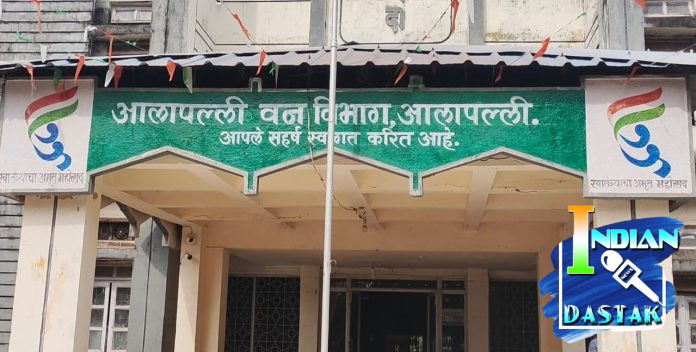 आलापल्ली वन विभाग, आलापल्ली.
आपले सहर्ष स्वागत करित आहे.
स्वातंत्र्याचा अमृत महोत्सव
स्वातंत्र्याचा अमृत महोत्सव
INDIAN
DASTAK